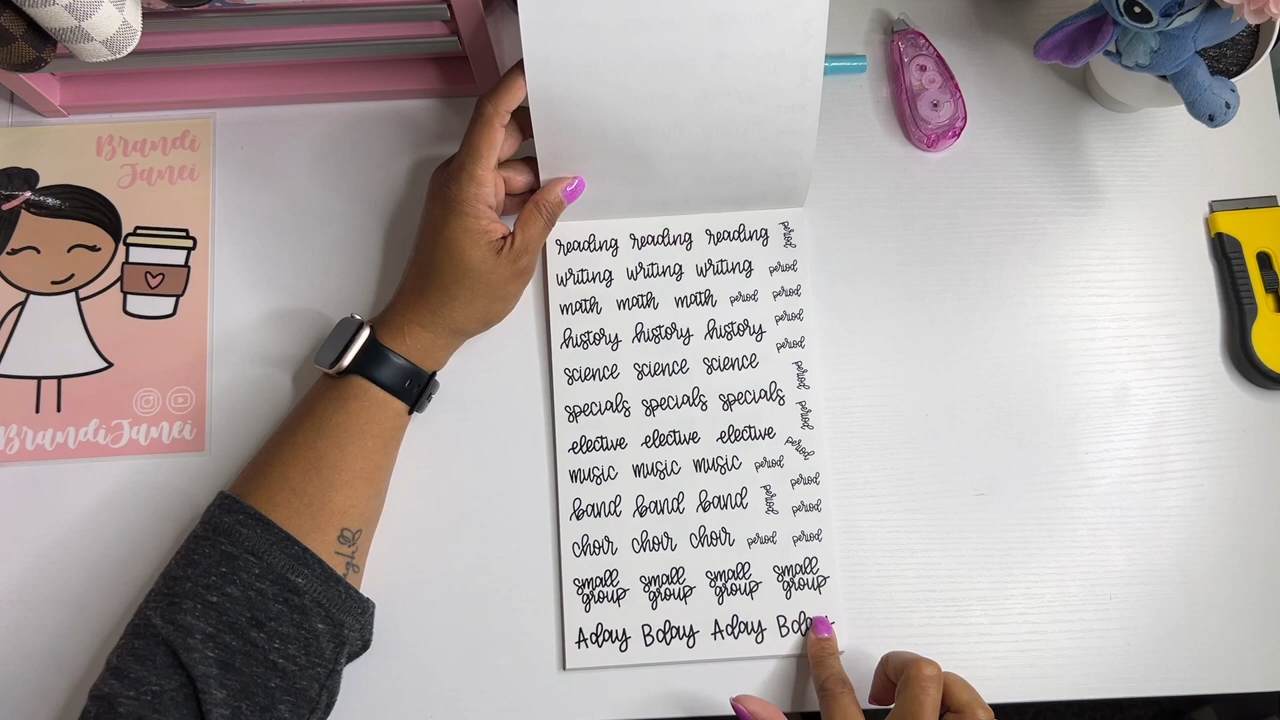 Brandi
Janei
BrandiJanei
reading reading reading period
writing writing writing period
math math math period period
history history history period
period
science science science
period
specials specials specials
period
elective elective elective period
music music music period
period
band band band period period
choir choir choir period period
small small small small
group group group group
A day B day A day